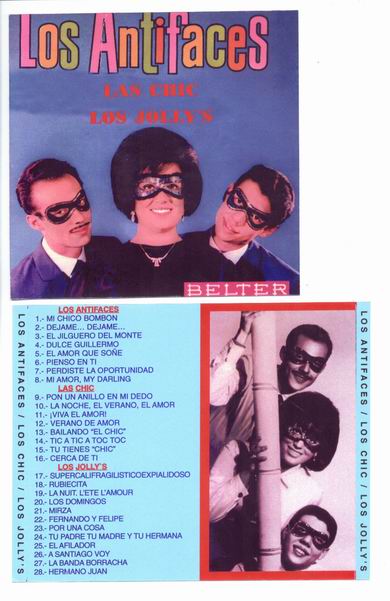 Los Antifaces
LAS CHIC
LOS JOLLY'S
BELTER
LOS ANTIFACES / LOS CHIC / LOS JOLLY'S
LOS ANTIFACES
1.- MI CHICO BOMBON
2.- DEJAME... DEJAME...
3.- EL JILGUERO DEL MONTE
4.- DULCE GUILLERMO
5.- EL AMOR QUE SOÑE
6.- PIENSO EN TI
7.- PERDISTE LA OPORTUNIDAD
8.- MI AMOR, MY DARLING
LAS CHIC
9.- PON UN ANILLO EN MI DEDO
10.- LA NOCHE, EL VERANO, EL AMOR
11.- ¡VIVA EL AMOR!
12.- VERANO DE AMOR
13.- BAILANDO "EL CHIC"
14.- TIC A TIC A TOC TOC
15.- TU TIENES "CHIC"
16.- CERCA DE TI
LOS JOLLY'S
17.- SUPERCALIFRAGILISTICOEXPIALIDOSO
18.- RUBIECITA
19.- LA NUIT, L'ETE L'AMOUR
20.- LOS DOMINGOS
21.- MIRZA
22.- FERNANDO Y FELIPE
23.- POR UNA COSA
24.- TU PADRE TU MADRE Y TU HERMANA
25.- EL AFILADOR
26.- A SANTIAGO VOY
27.- LA BANDA BORRACHA
28.- HERMANO JUAN
LOS ANTIFACES / LOS CHIC / LOS JOLLY'S